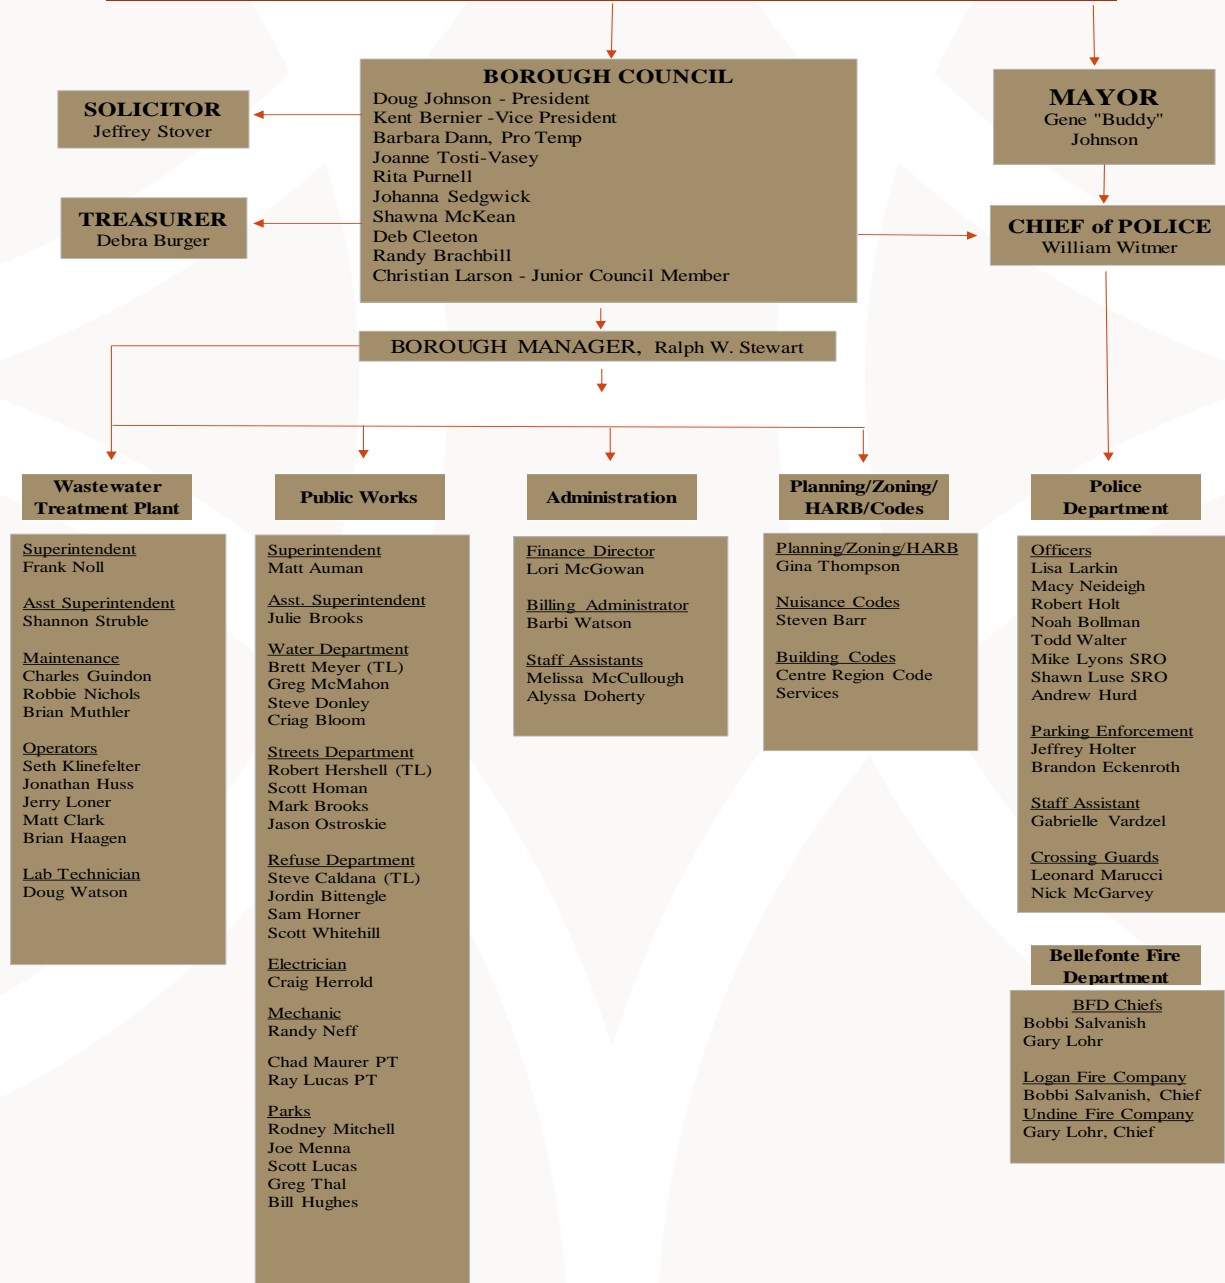 SOLICITOR
Jeffrey Stover
TREASURER
Debra Burger
BOROUGH COUNCIL
Doug Johnson - President
Kent Bernier -Vice President
Barbara Dann, Pro Temp
Joanne Tosti-Vasey
Rita Purnell
Johanna Sedgwick
Shawna McKean
Deb Cleeton
Randy Brachbill
Christian Larson - Junior Council Member
MAYOR
Gene "Buddy"
Johnson
CHIEF of POLICE
William Witmer
BOROUGH MANAGER, Ralph W. Stewart
Wastewater
Treatment Plant
Superintendent
Frank Noll
Asst Superintendent
Shannon Struble
Maintenance
Charles Guindon
Robbie Nichols
Brian Muthler
Operators
Seth Klinefelter
Jonathan Huss
Jerry Loner
Matt Clark
Brian Haagen
Lab Technician
Doug Watson
Public Works
Superintendent
Matt Auman
Asst. Superintendent
Julie Brooks
Water Department
Brett Meyer (TL)
Greg McMahon
Steve Donley
Criag Bloom
Streets Department
Robert Hershell (TL)
Scott Homan
Mark Brooks
Jason Ostroskie
Refuse Department
Steve Caldana (TL)
Jordin Bittengle
Sam Horner
Scott Whitehill
Electrician
Craig Herrold
Mechanic
Randy Neff
Chad Maurer PT
Ray Lucas PT
Parks
Rodney Mitchell
Joe Menna
Scott Lucas
Greg Thal
Bill Hughes
Administration
Finance Director
Lori McGowan
Billing Administrator
Barbi Watson
Staff Assistants
Melissa McCullough
Alyssa Doherty
Planning/Zoning/
HARB/Codes
Planning/Zoning/HARB
Gina Thompson
Nuisance Codes
Steven Barr
Building Codes
Centre Region Code
Services
Police
Department
Officers
Lisa Larkin
Macy Neideigh
Robert Holt
Noah Bollman
Todd Walter
Mike Lyons SRO
Shawn Luse SRO
Andrew Hurd
Parking Enforcement
Jeffrey Holter
Brandon Eckenroth
Staff Assistant
Gabrielle Vardzel
Crossing Guards
Leonard Marucci
Nick McGarvey
Bellefonte Fire
Department
BFD Chiefs
Bobbi Salvanish
Gary Lohr
Logan Fire Company
Bobbi Salvanish, Chief
Undine Fire Company
Gary Lohr, Chief